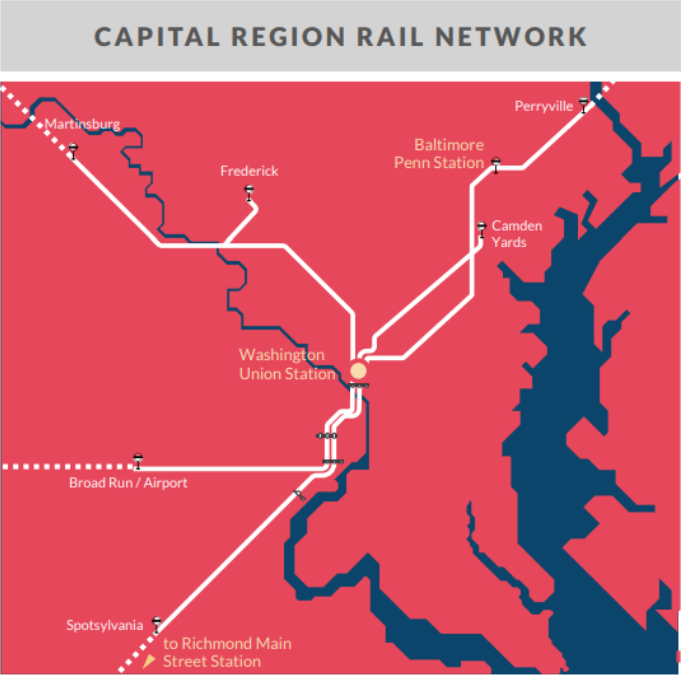 CAPITAL REGION RAIL NETWORK
Perryville
Martinsburg
Baltimore
Penn Station
Frederick
Camden
Yards
Washington
Union Station
Broad Run / Airport
Spotsylvania
to Richmond Main
Street Station